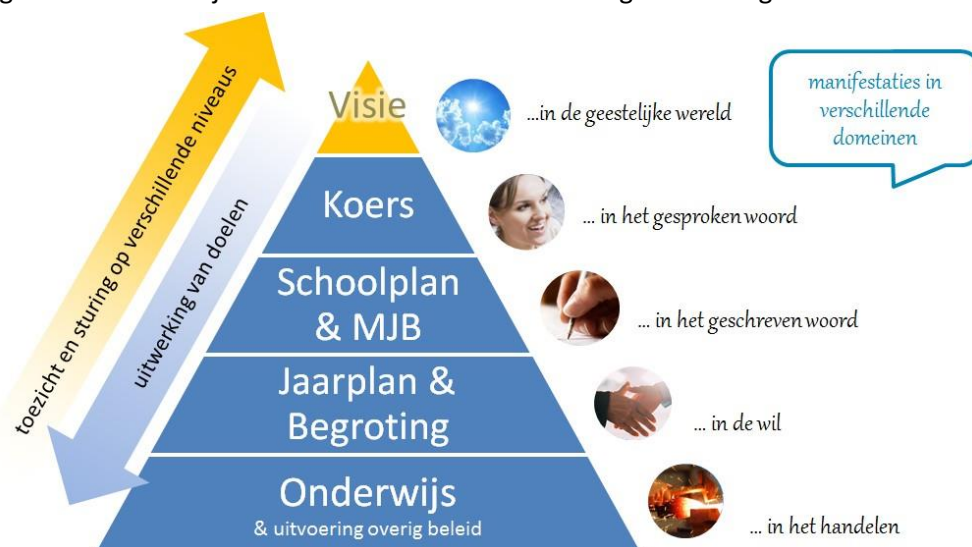 toezicht en sturing op verschillende niveaus
uitwerking van doelen
Visie
...in de geestelijke wereld
manifestaties in
verschillende
domeinen
Koers
... in het gesproken woord
Schoolplan
& MJB
... in het geschreven woord
Jaarplan &
Begroting
... in de wil
Onderwijs
& uitvoering overig beleid
... in het handelen